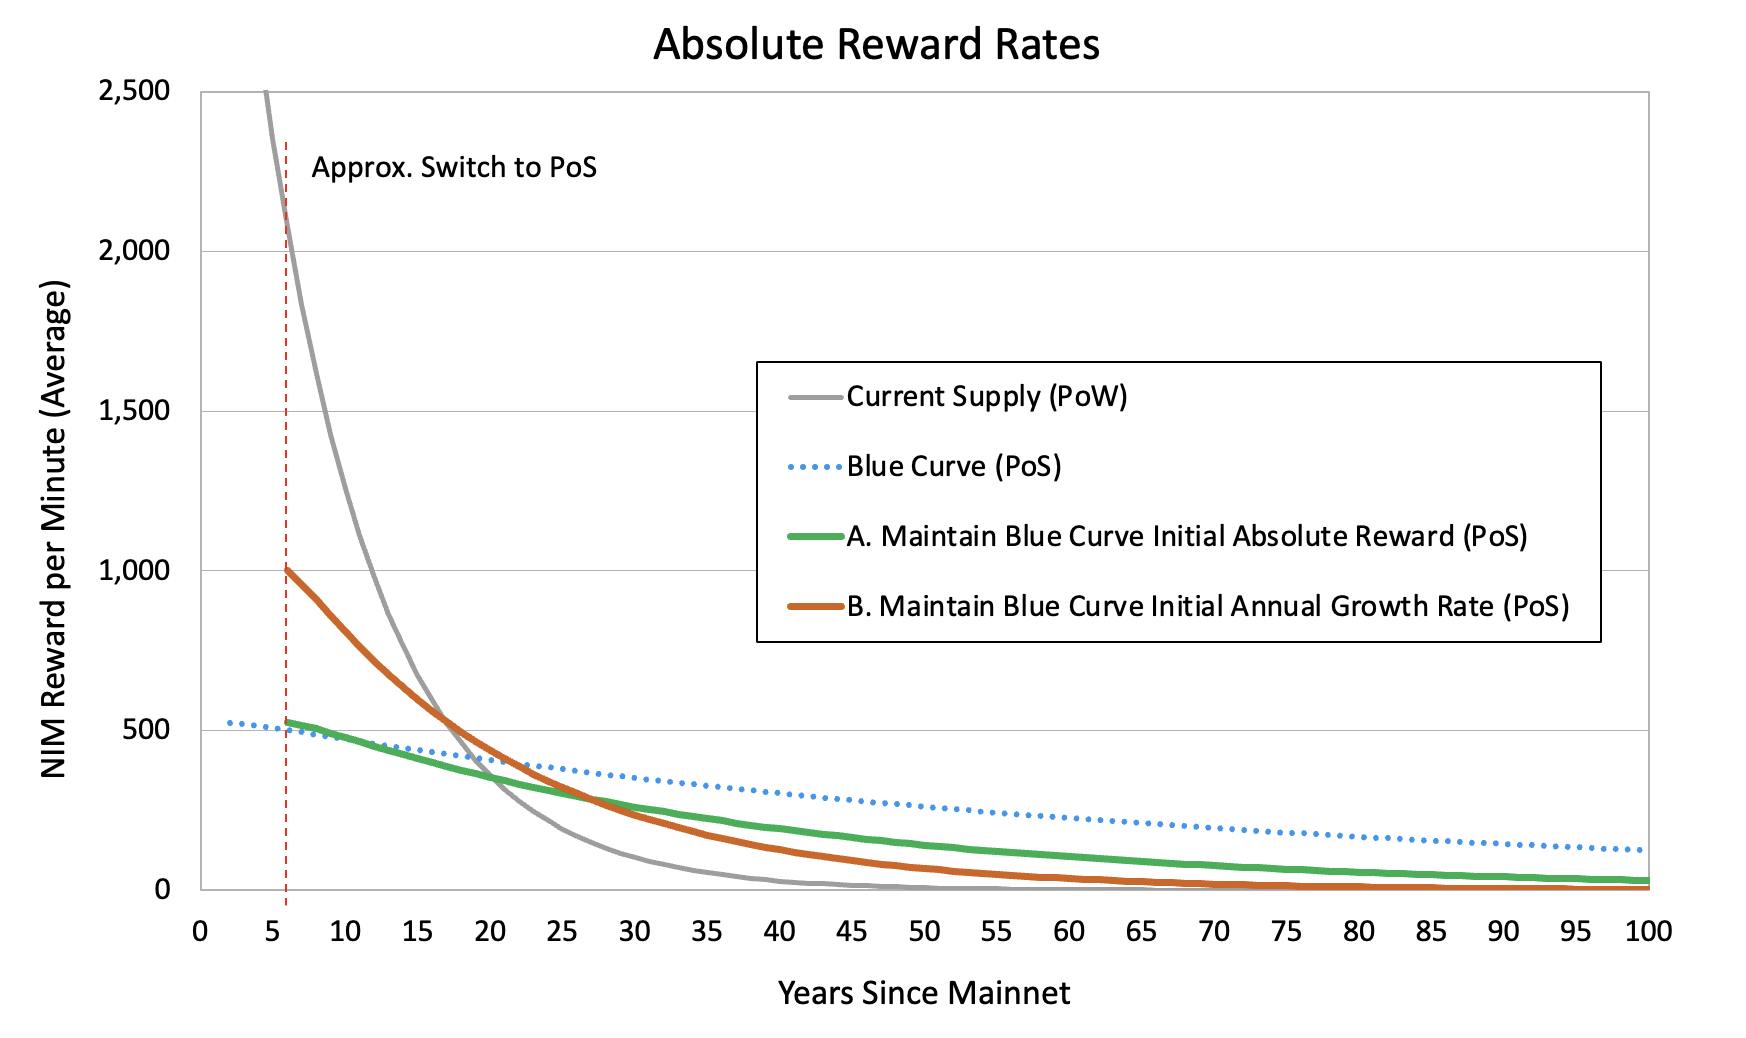 Absolute Reward Rates
2,500
2,000
1,500
1,000
500
0
NIM Reward per Minute (Average)
Approx. Switch to PoS
Current Supply (PoW)
Blue Curve (PoS)
A. Maintain Blue Curve Initial Absolute Reward (PoS)
B. Maintain Blue Curve Initial Annual Growth Rate (PoS)
0 5 10 15 20 25 30 35 40 45 50 55 60 65 70 75 80 85 90 95 100
Years Since Mainnet